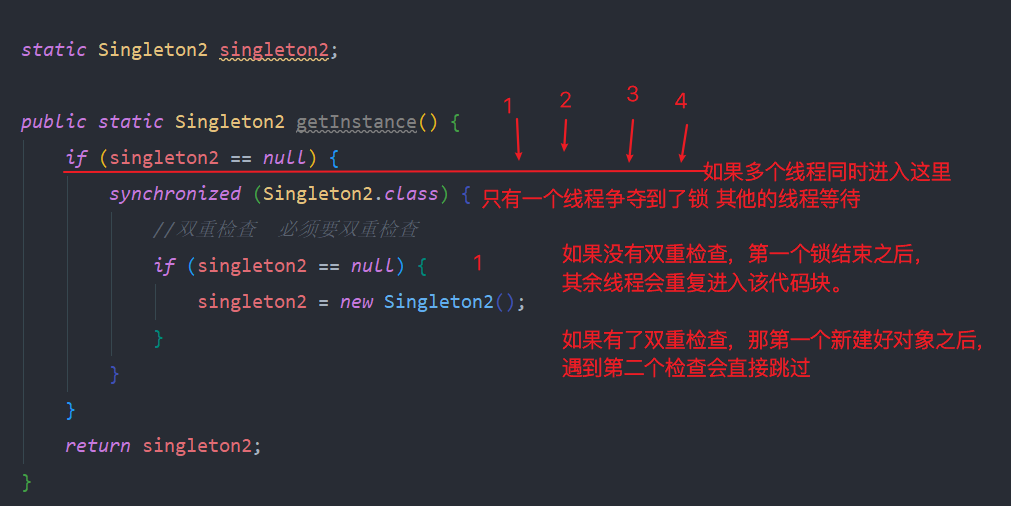 static Singleton2 singleton2;
1 2 3 4
public static Singleton2 getInstance() {
if (singleton2 == null) {
如果多个线程同时进入这里
synchronized (Singleton2.class) {
只有一个线程争夺到了锁 其他的线程等待
//双重检查 必须要双重检查
if (singleton2 == null) {
1
如果没有双重检查，第一个锁结束之后，
其余线程会重复进入该代码块。
singleton2 = new Singleton2();
}
如果有了双重检查，那第一个新建好对象之后，
遇到第二个检查会直接跳过
}
}
return singleton2;
}